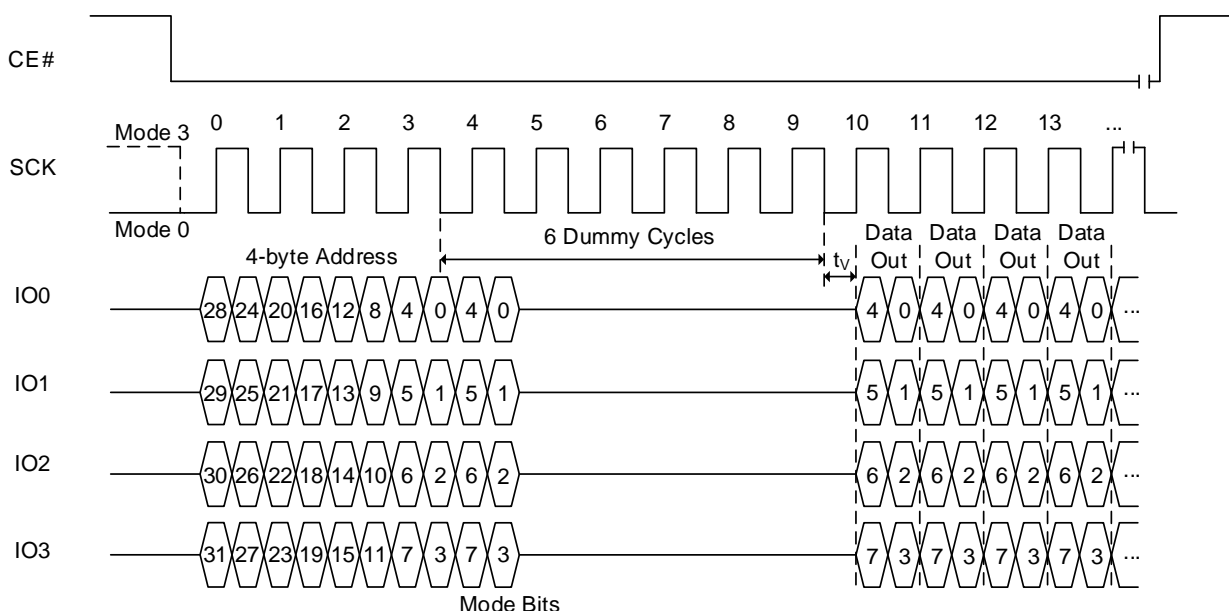 CE#
0 1 2 3 4 5 6 7 8 9 10 11 12 13 ...
Mode 3
SCK
Mode 0
6 Dummy Cycles
Data Out Data Out Data Out Data Out
4-byte Address
tV
IO0 28 24 20 16 12 8 4 0 4 0 4 0 4 0 4 0 4 0 ...
IO1 29 25 21 17 13 9 5 1 5 1 5 1 5 1 5 1 5 1 ...
IO2 30 26 22 18 14 10 6 2 6 2 6 2 6 2 6 2 6 2 ...
IO3 31 27 23 19 15 11 7 3 7 3 7 3 7 3 7 3 7 3 ...
Mode Bits